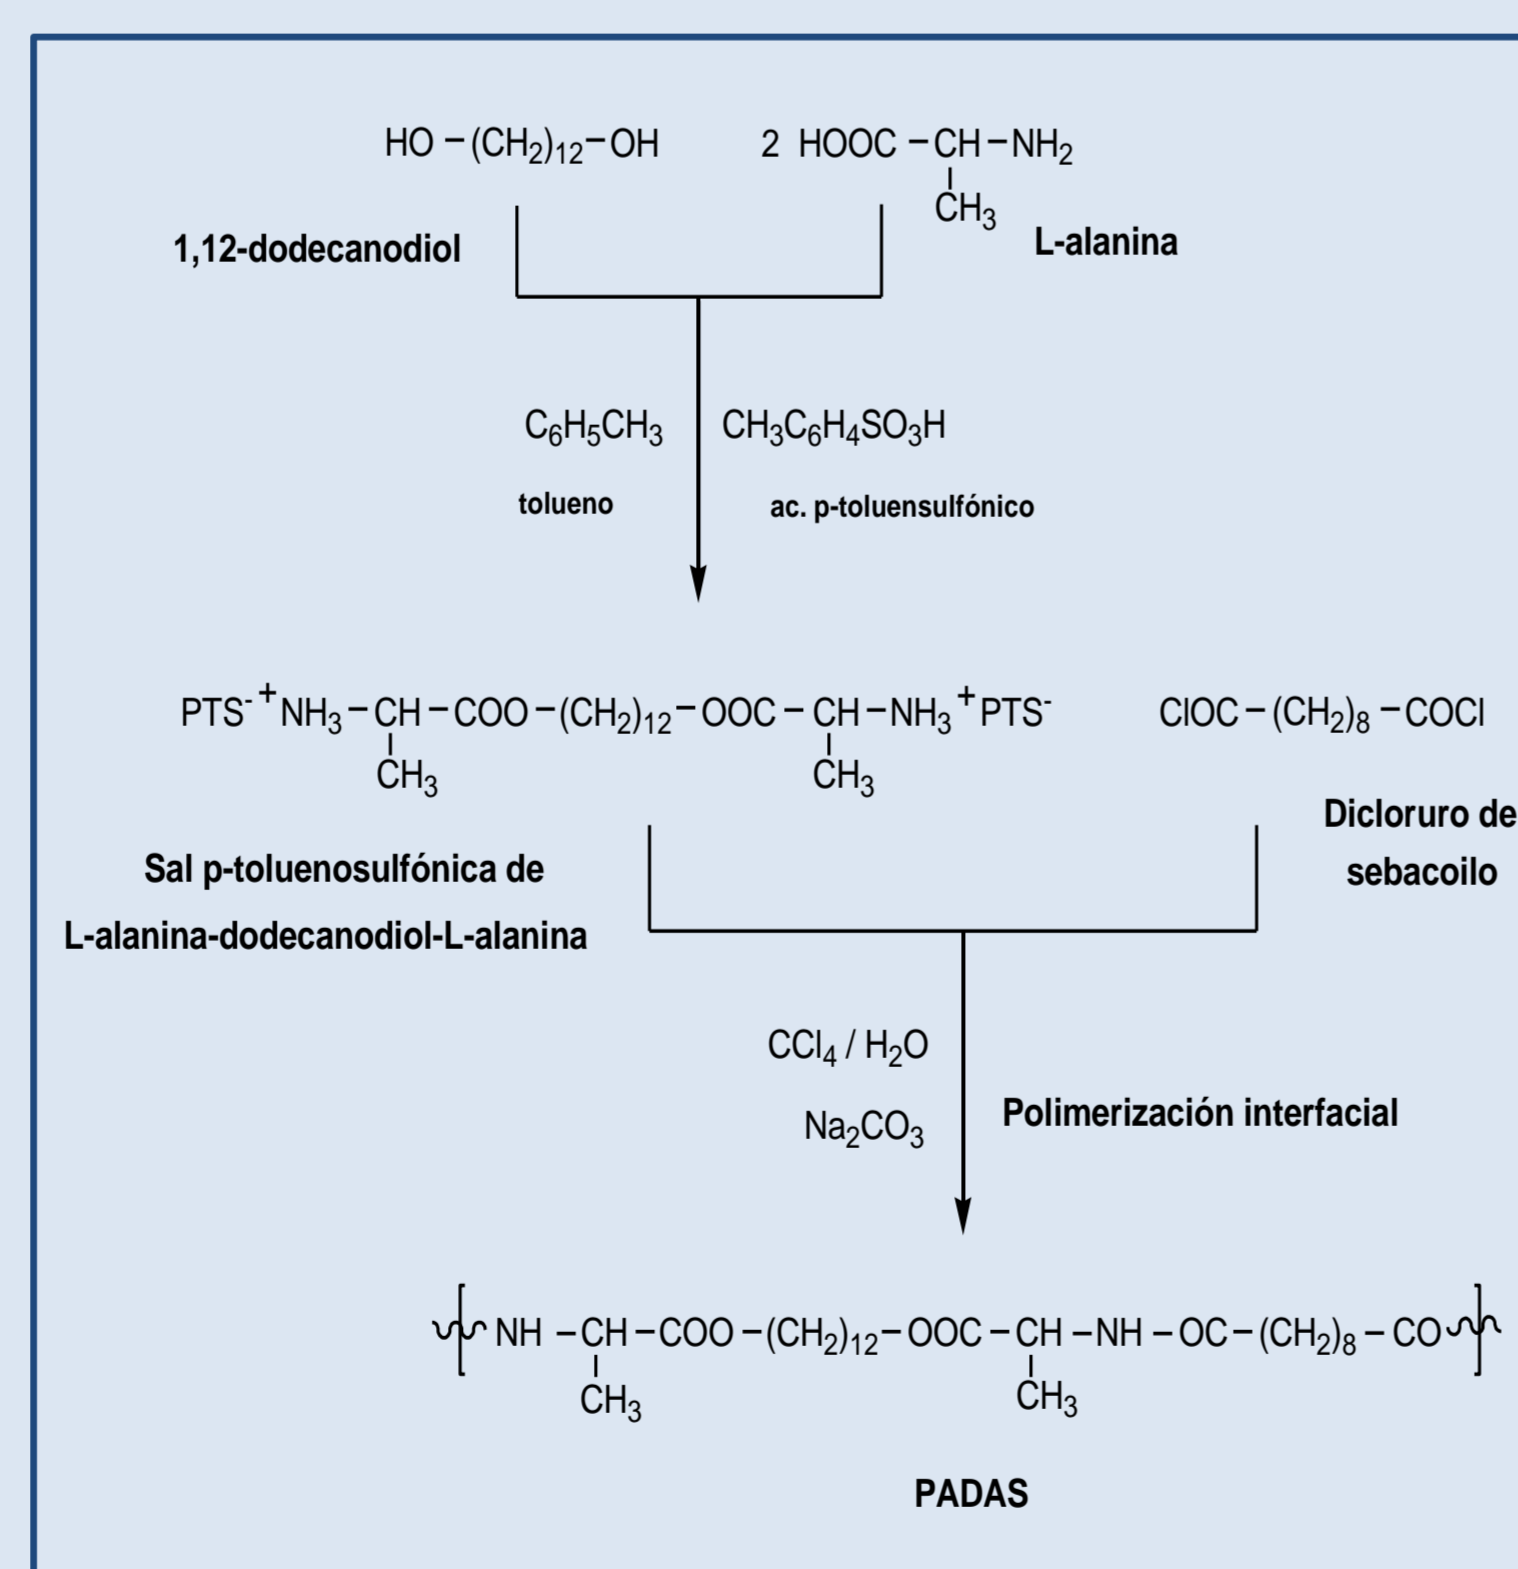 HO – (CH₂)₁₂ – OH 2 HOOC – CH – NH₂
CH₃
1,12-dodecanodiol L-alanina
C₆H₅CH₃ CH₃C₆H₄SO₃H
tolueno ac. p-toluensulfónico
PTS⁻ ⁺NH₃ – CH – COO – (CH₂)₁₂ – OOC – CH – NH₃⁺ PTS⁻ ClOC – (CH₂)₈ – COCl
CH₃ CH₃
Dicloruro de
sebacoilo
Sal p-toluenosulfónica de
L-alanina-dodecanodiol-L-alanina
CCl₄ / H₂O
Na₂CO₃
Polimerización interfacial
[ NH – CH – COO – (CH₂)₁₂ – OOC – CH – NH – OC – (CH₂)₈ – CO ]
CH₃ CH₃
PADAS